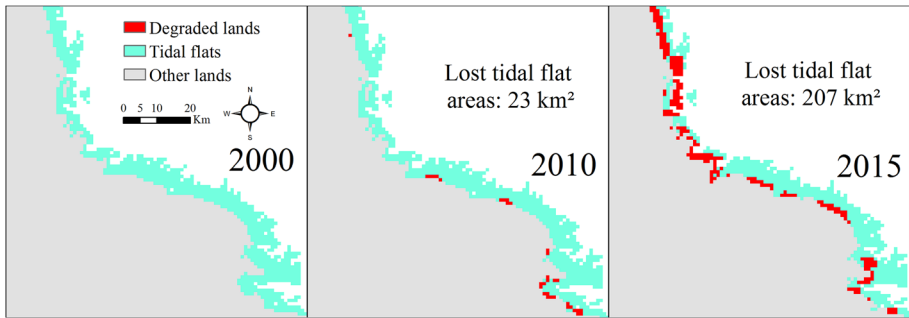 Degraded lands
Tidal flats
Other lands
0 5 10 20
Km
N
W E
S
2000
Lost tidal flat
areas: 23 km²
2010
Lost tidal flat
areas: 207 km²
2015